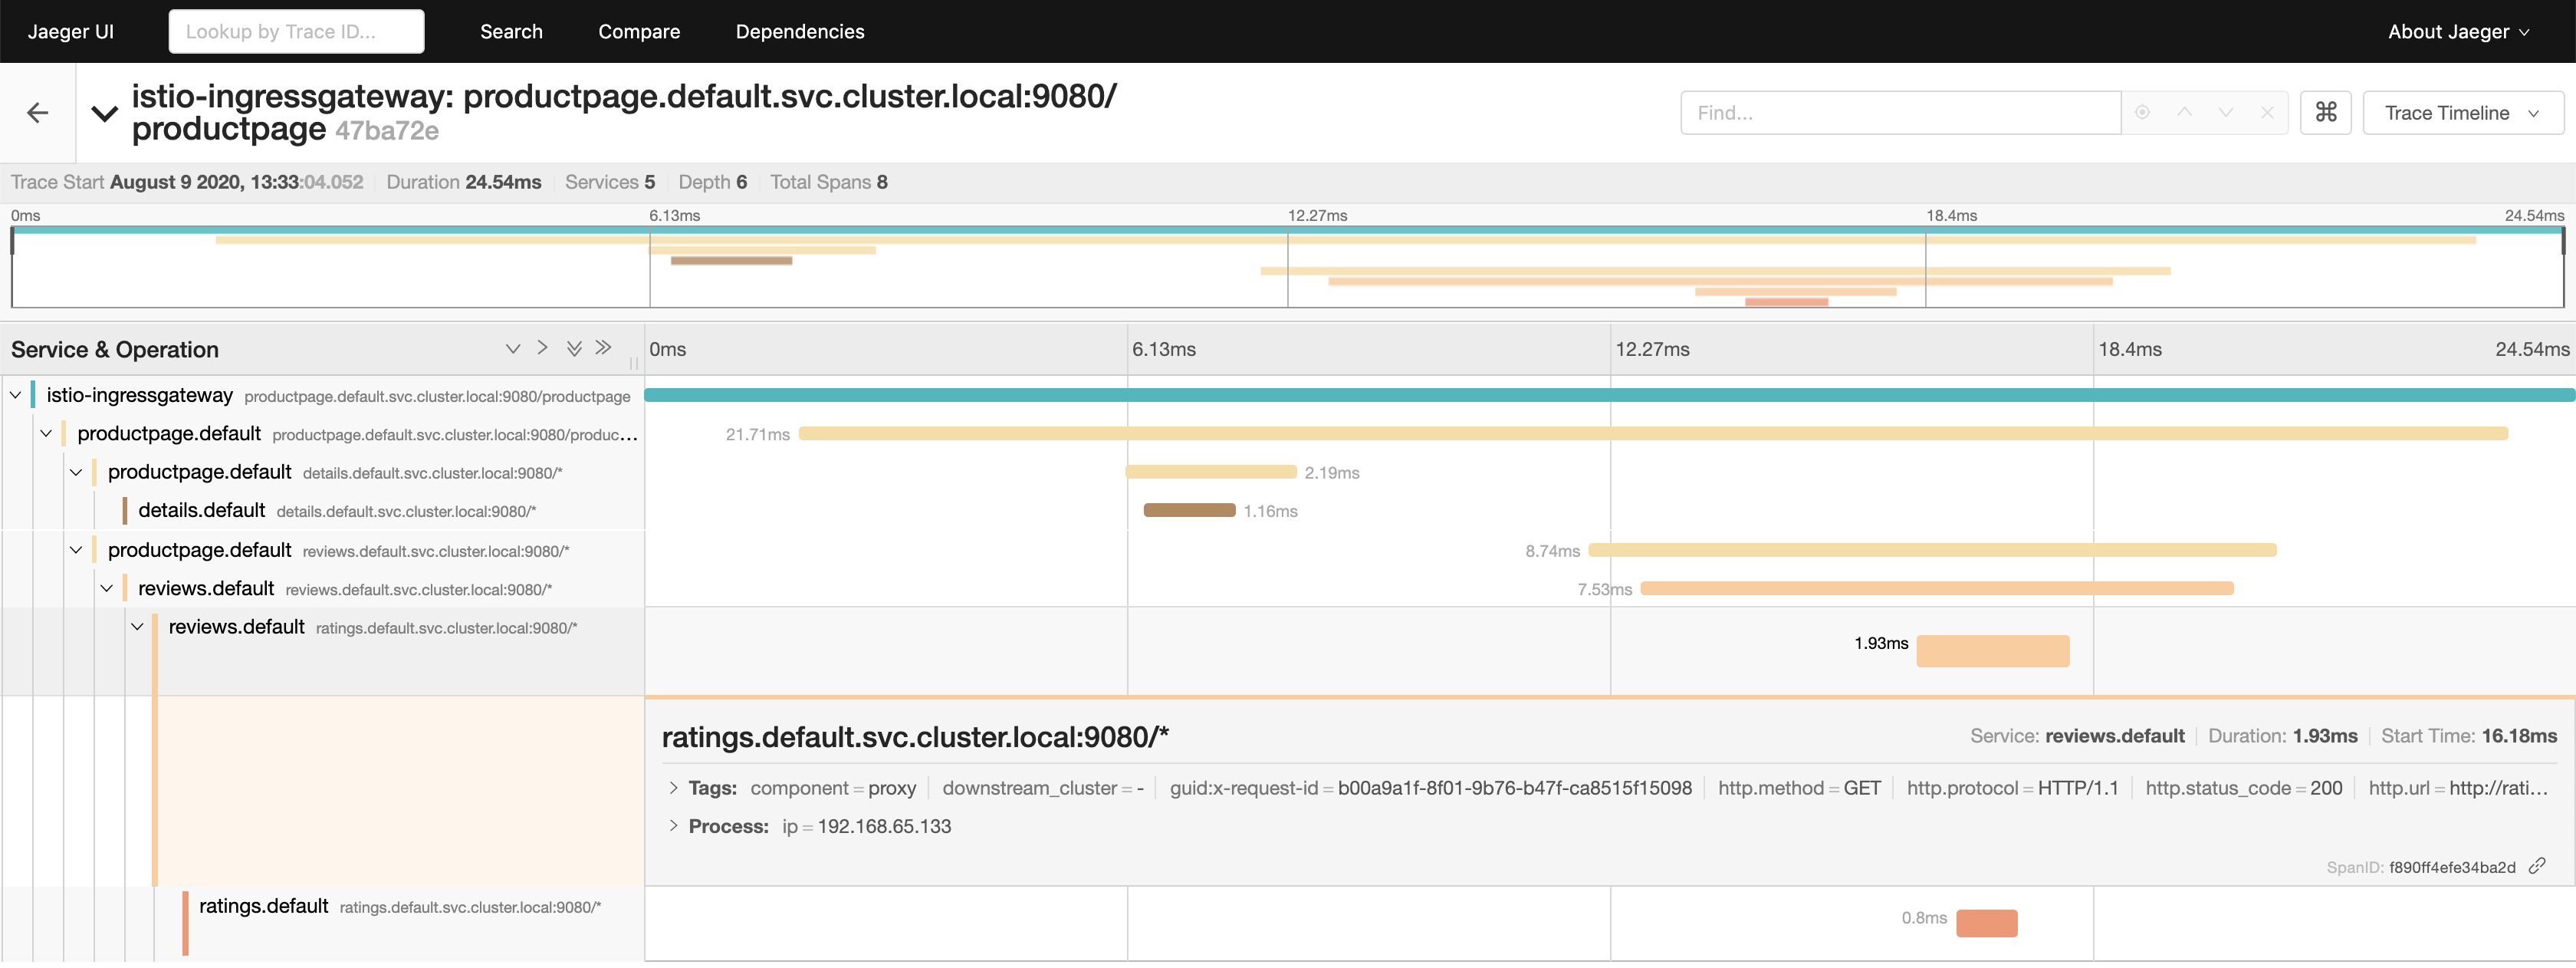 Jaeger UI Lookup by Trace ID... Search Compare Dependencies About Jaeger
istio-ingressgateway: productpage.default.svc.cluster.local:9080/
productpage 47ba72e
Find... Trace Timeline
Trace Start August 9 2020, 13:33:04.052 Duration 24.54ms Services 5 Depth 6 Total Spans 8
0ms 6.13ms 12.27ms 18.4ms 24.54ms
Service & Operation 0ms 6.13ms 12.27ms 18.4ms 24.54ms
istio-ingressgateway productpage.default.svc.cluster.local:9080/productpage
productpage.default productpage.default.svc.cluster.local:9080/produc... 21.71ms
productpage.default details.default.svc.cluster.local:9080/* 2.19ms
details.default details.default.svc.cluster.local:9080/* 1.16ms
productpage.default reviews.default.svc.cluster.local:9080/* 8.74ms
reviews.default reviews.default.svc.cluster.local:9080/* 7.53ms
reviews.default ratings.default.svc.cluster.local:9080/* 1.93ms
ratings.default.svc.cluster.local:9080/* Service: reviews.default Duration: 1.93ms Start Time: 16.18ms
Tags: component = proxy downstream_cluster = - guid:x-request-id = b00a9a1f-8f01-9b76-b47f-ca8515f15098 http.method = GET http.protocol = HTTP/1.1 http.status_code = 200 http.url = http://rati...
Process: ip = 192.168.65.133
SpanID: f890ff4efe34ba2d
ratings.default ratings.default.svc.cluster.local:9080/* 0.8ms